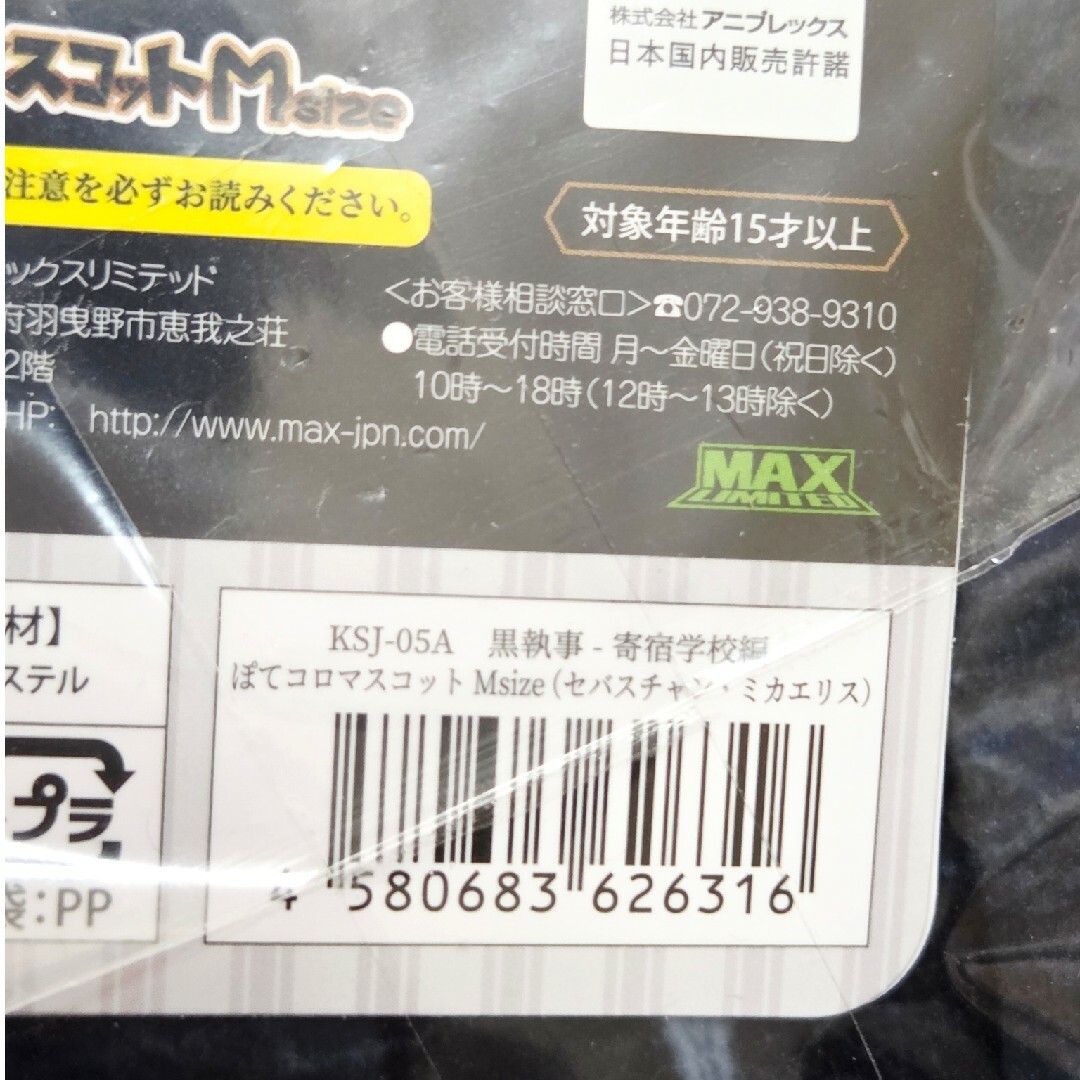 株式会社 アニプレックス
日本国内販売許諾
スコットMsize
注意を必ずお読みください。
対象年齢15才以上
ックスリミテッド
府羽曳野市恵我之荘
2階
HP: http://www.max-jpn.com/
<お客様相談窓口>☎072-938-9310
●電話受付時間 月～金曜日(祝日除く)
10時～18時(12時～13時除く)
MAX
LIMITED
材】
ステル
プラ
袋:PP
KSJ-05A 黒執事 - 寄宿学校編
ぽてコロマスコット Msize (セバスチャン・ミカエリス)
4 580683 626316